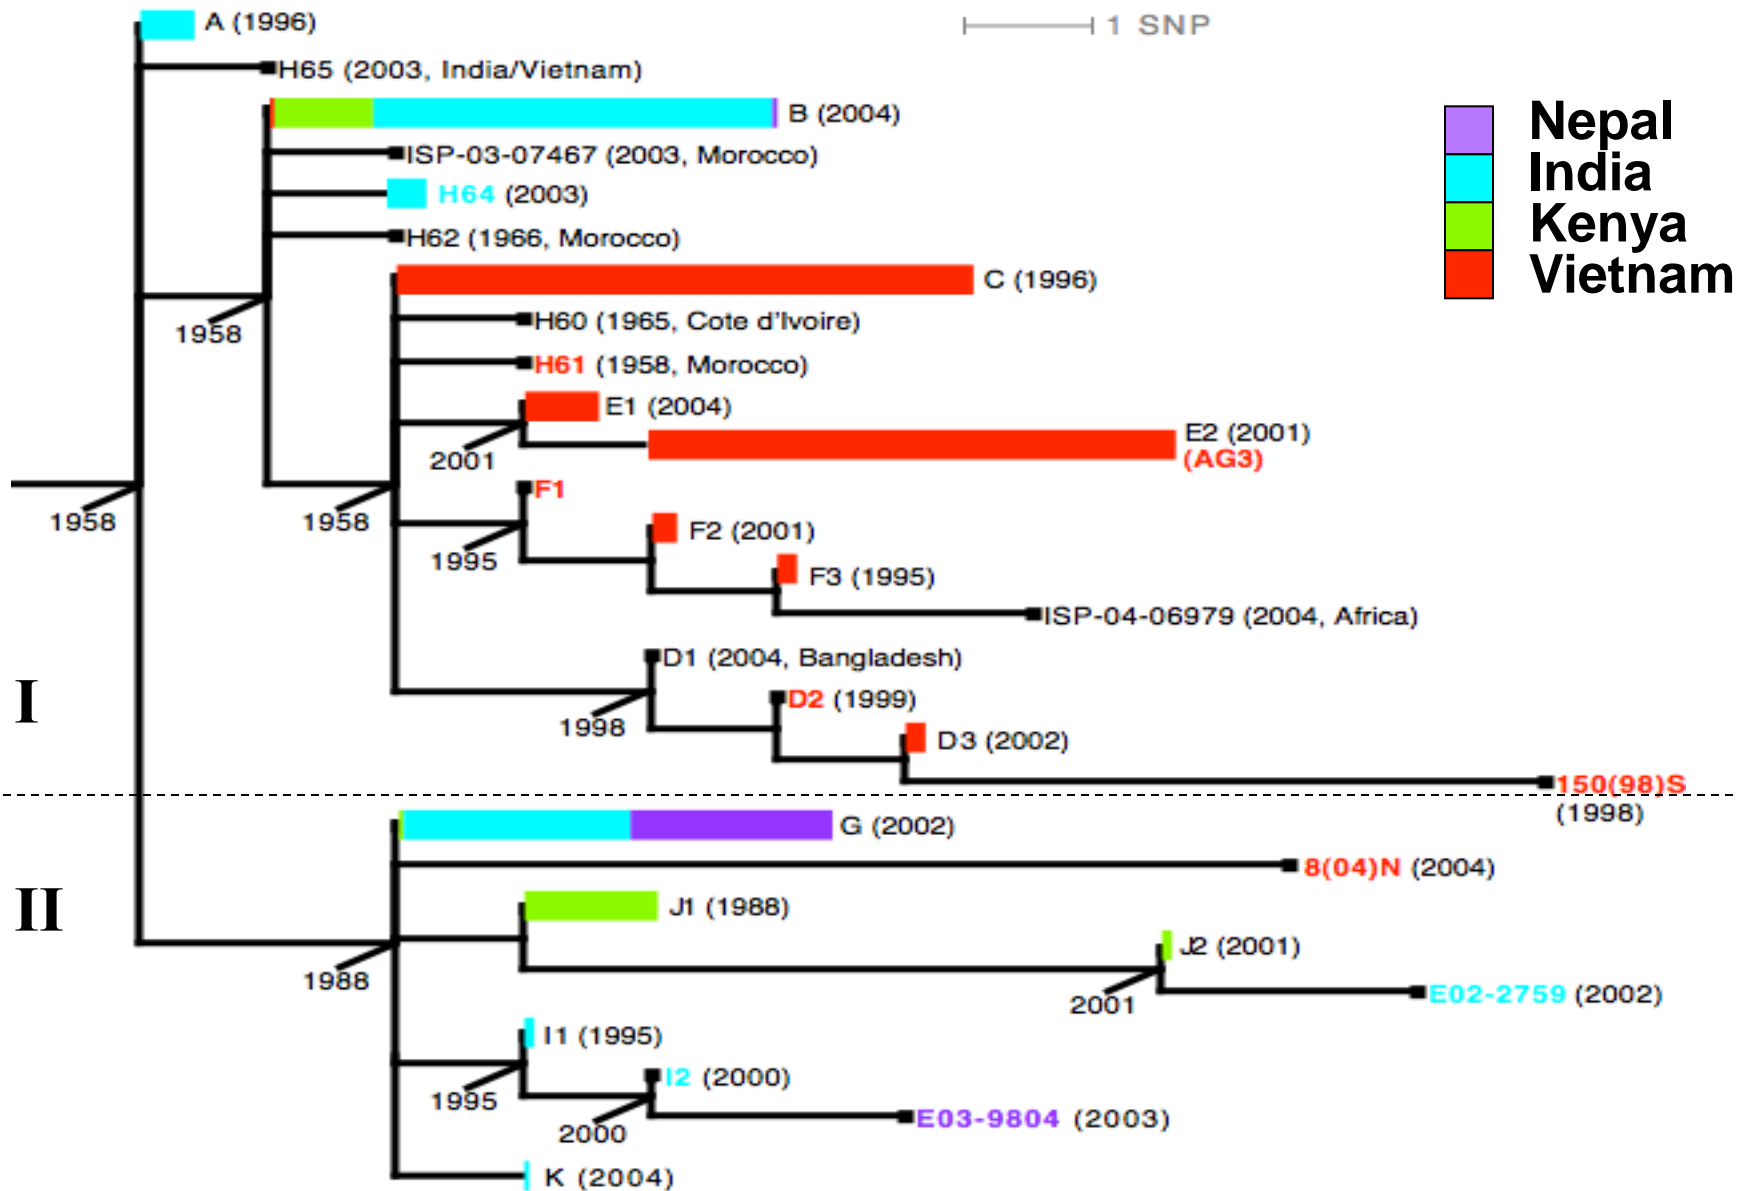 A (1996)
1 SNP
H65 (2003, India/Vietnam)
B (2004)
Nepal
India
Kenya
Vietnam
ISP-03-07467 (2003, Morocco)
H64 (2003)
H62 (1966, Morocco)
C (1996)
1958
H60 (1965, Cote d'Ivoire)
H61 (1958, Morocco)
E1 (2004)
E2 (2001)
(AG3)
2001
F1
1958
1958
F2 (2001)
1995
F3 (1995)
ISP-04-06979 (2004, Africa)
D1 (2004, Bangladesh)
I
D2 (1999)
1998
D3 (2002)
150(98)S
(1998)
G (2002)
8(04)N (2004)
II
J1 (1988)
J2 (2001)
1988
E02-2759 (2002)
2001
I1 (1995)
I2 (2000)
1995
E03-9804 (2003)
2000
K (2004)